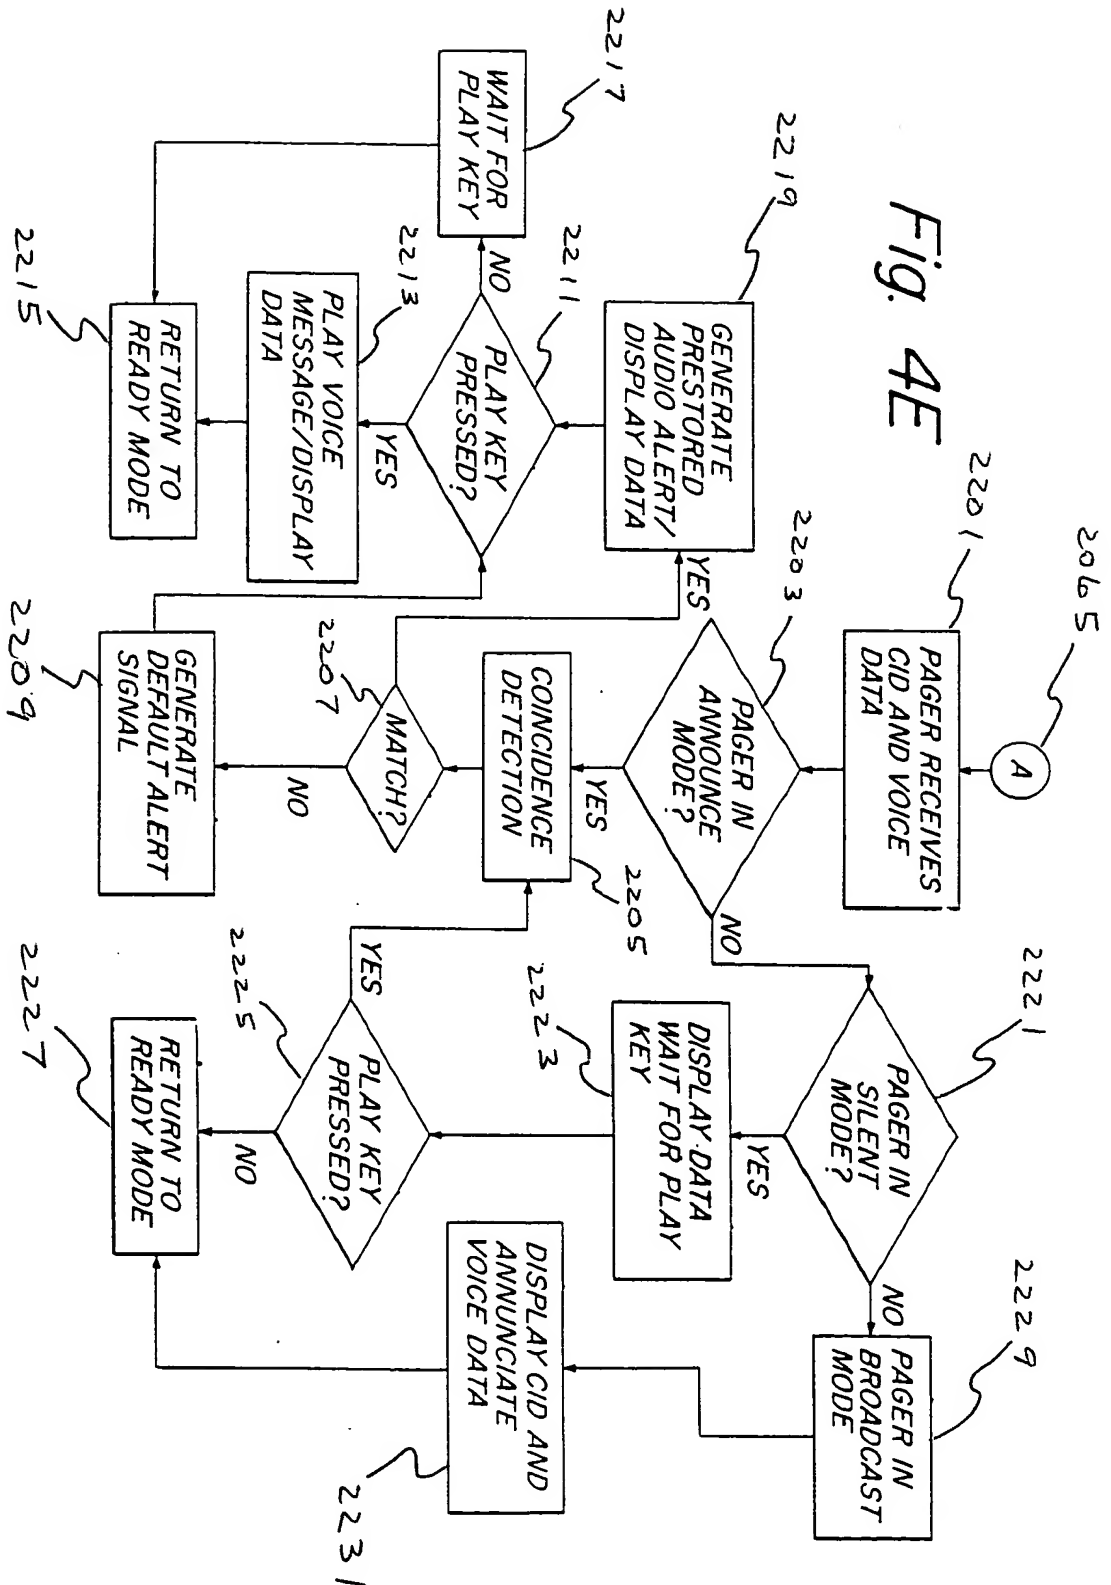 Fig. 4E
2065
A
2201
PAGER RECEIVES
CID AND VOICE
DATA
2203
PAGER IN
ANNOUNCE
MODE?
YES
NO
2221
PAGER IN
SILENT
MODE?
YES
NO
2229
PAGER IN
BROADCAST
MODE
2219
GENERATE
PRESTORED
AUDIO ALERT/
DISPLAY DATA
YES
2205
COINCIDENCE
DETECTION
2223
DISPLAY DATA
WAIT FOR PLAY
KEY
2231
DISPLAY CID AND
ANNUNCIATE
VOICE DATA
2217
WAIT FOR
PLAY KEY
NO
2211
PLAY KEY
PRESSED?
YES
2207
MATCH?
NO
2225
PLAY KEY
PRESSED?
YES
NO
2213
PLAY VOICE
MESSAGE/DISPLAY
DATA
2215
RETURN TO
READY MODE
2209
GENERATE
DEFAULT ALERT
SIGNAL
2227
RETURN TO
READY MODE